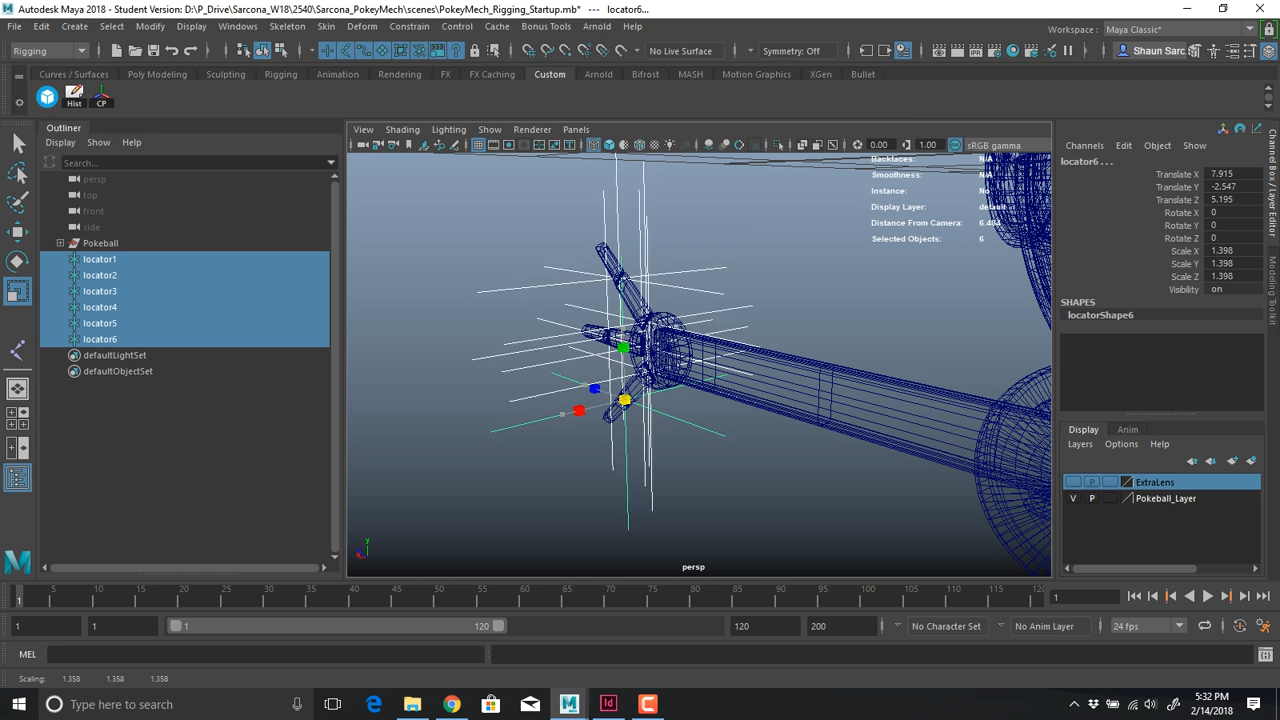 Autodesk Maya 2018 - Student Version: D:\P_Drive\Sarcona_W18\2540\Sarcona_PokeyMech\scenes\PokeyMech_Rigging_Startup.mb* --- locator6...
File Edit Create Select Modify Display Windows Skeleton Skin Deform Constrain Control Cache Bonus Tools Arnold Help
Workspace : Maya Classic*
Rigging No Live Surface Symmetry: Off Shaun Sarc
Curves / Surfaces Poly Modeling Sculpting Rigging Animation Rendering FX FX Caching Custom Arnold Bifrost MASH Motion Graphics XGen Bullet
Hist CP
Outliner
Display Show Help
Search...
persp
top
front
side
Pokeball
locator1
locator2
locator3
locator4
locator5
locator6
defaultLightSet
defaultObjectSet
View Shading Lighting Show Renderer Panels
0.00 1.00 sRGB gamma
Backfaces: N/A
Smoothness: N/A
Instance: No
Display Layer: default
Distance From Camera:
Selected Objects: 6
y
persp
Channels Edit Object Show
locator6 ...
Translate X 7.915
Translate Y -2.547
Translate Z 5.195
Rotate X 0
Rotate Y 0
Rotate Z 0
Scale X 1.398
Scale Y 1.398
Scale Z 1.398
Visibility on
SHAPES
locatorShape6
Display Anim
Layers Options Help
P ExtraLens
V P Pokeball_Layer
Channel Box / Layer Editor
Modeling Toolkit
1 5 10 15 20 25 30 35 40 45 50 55 60 65 70 75 80 85 90 95 100 105 110 115 120 1
1 1 1 120 120 200 No Character Set No Anim Layer 24 fps
MEL
Scaling: 1.358 1.358 1.358
Type here to search
5:32 PM
2/14/2018